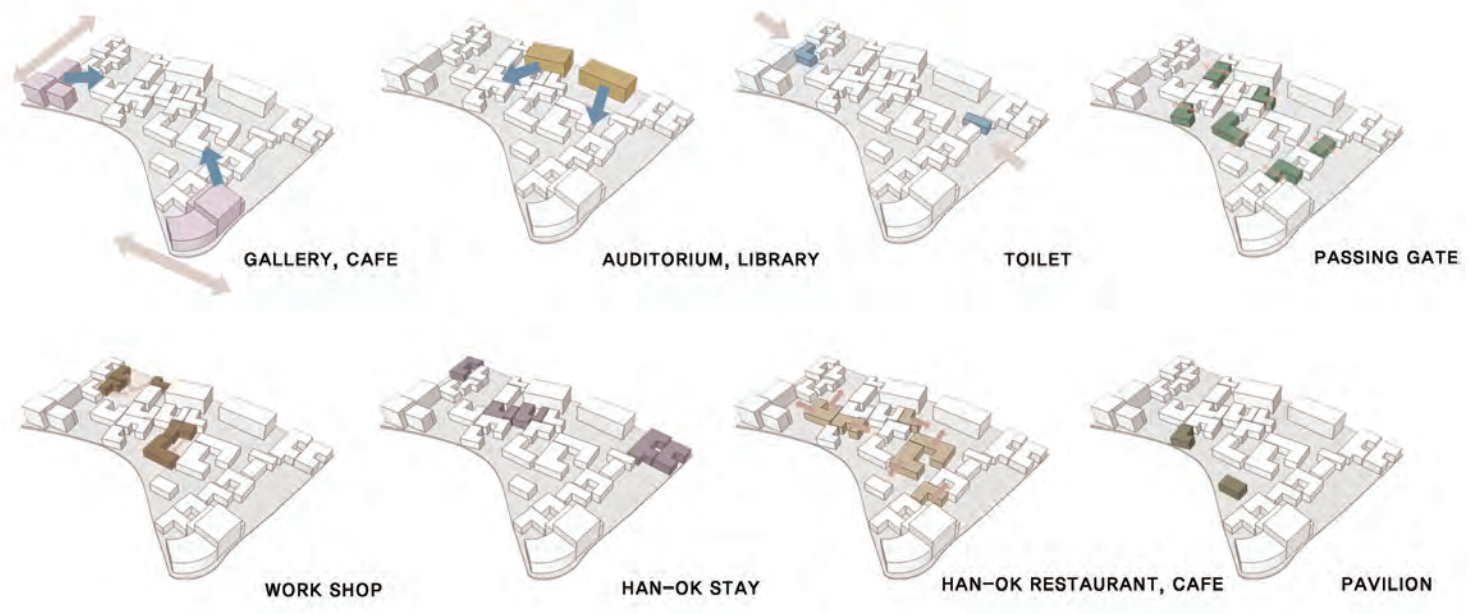 GALLERY, CAFE
AUDITORIUM, LIBRARY
TOILET
PASSING GATE
WORK SHOP
HAN-OK STAY
HAN-OK RESTAURANT, CAFE
PAVILION